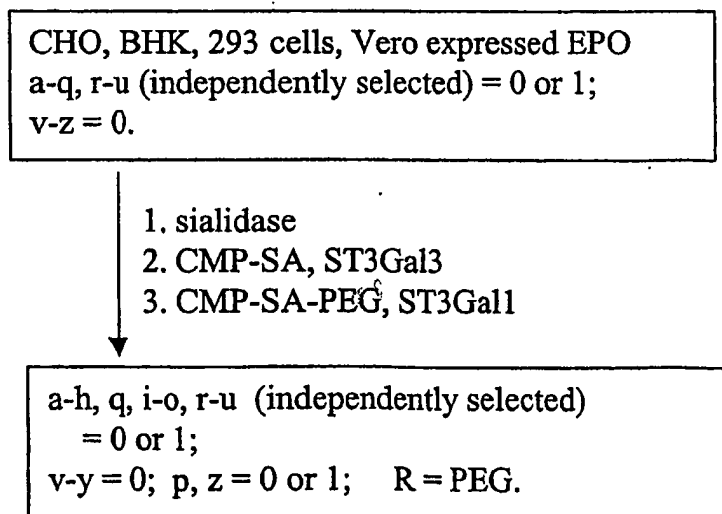 CHO, BHK, 293 cells, Vero expressed EPO
a-q, r-u (independently selected) = 0 or 1;
v-z = 0.
1. sialidase
2. CMP-SA, ST3Gal3
3. CMP-SA-PEG, ST3Gal1
a-h, q, i-o, r-u (independently selected)
= 0 or 1;
v-y = 0; p, z = 0 or 1; R = PEG.